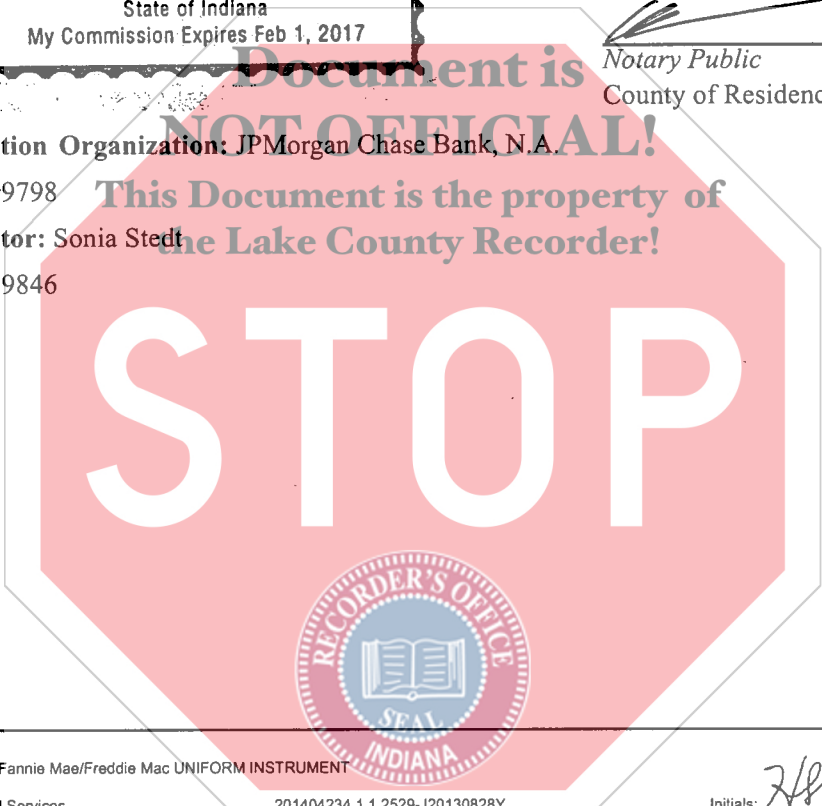 State of Indiana
My Commission Expires Feb 1, 2017
Document is
Notary Public
County of Residenc
NOT OFFICIAL!
tion Organization: JPMorgan Chase Bank, N.A.
This Document is the property of
9798
the Lake County Recorder!
tor: Sonia Stedt
9846
STOP
RECORDER'S OFFICE
SEAL
INDIANA
Fannie Mae/Freddie Mac UNIFORM INSTRUMENT
Services
201404234.1.1.2529-J20130828Y
Initials: